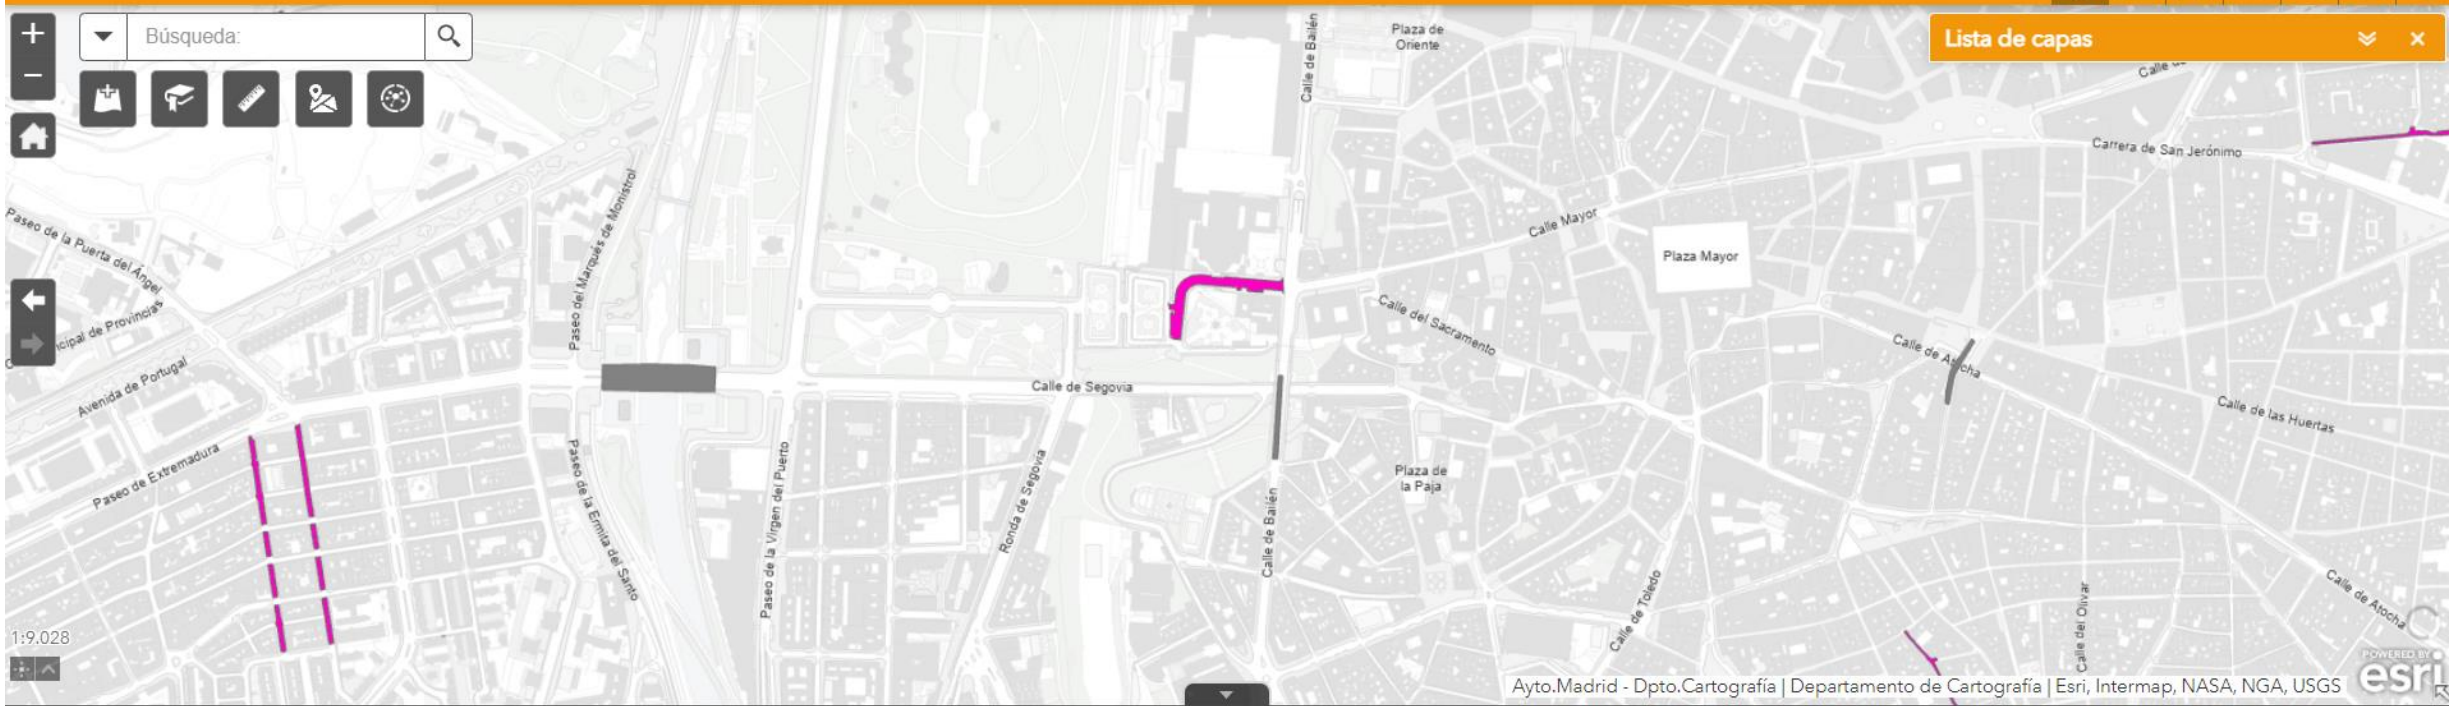 Búsqueda:
Lista de capas
Calle de Bailén
Plaza de
Oriente
Carrera de San Jerónimo
Paseo del Marqués de Monistrol
Calle Mayor
Paseo de la Puerta del Ángel
Plaza Mayor
Calle del Sacramento
de Provincias
Avenida de Portugal
Calle de Segovia
Calle de Atocha
Calle de las Huertas
Paseo de Extremadura
Paseo de la Ermita del Santo
Paseo de la Virgen del Puerto
Ronda de Segovia
Calle de Bailén
Plaza de
la Paja
Calle de Toledo
Calle del Olivar
Calle de Atocha
1:9.028
POWERED BY
esri
Ayto.Madrid - Dpto.Cartografía | Departamento de Cartografía | Esri, Intermap, NASA, NGA, USGS